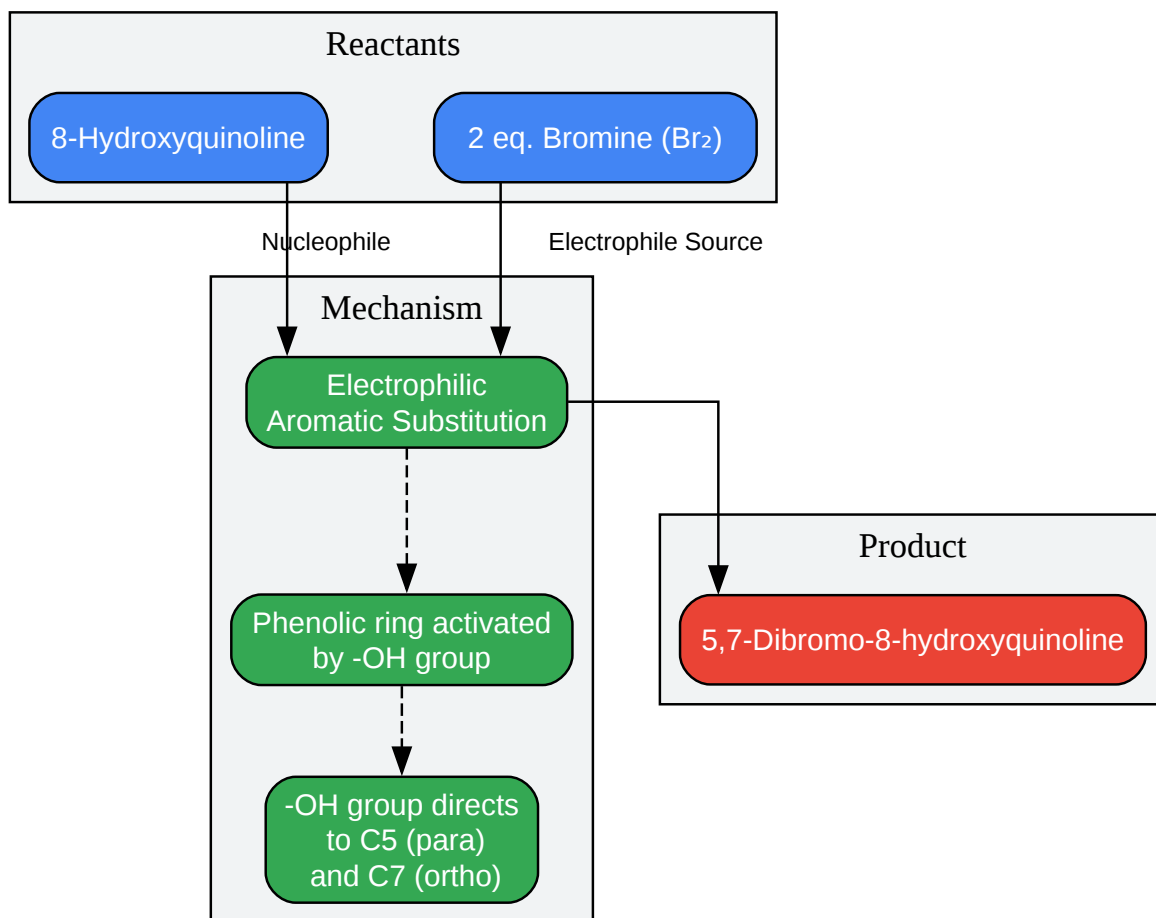 Reactants
8-Hydroxyquinoline
2 eq. Bromine (Br₂)
Nucleophile
Electrophile Source
Mechanism
Electrophilic
Aromatic Substitution
Product
Phenolic ring activated
by -OH group
5,7-Dibromo-8-hydroxyquinoline
-OH group directs
to C5 (para)
and C7 (ortho)